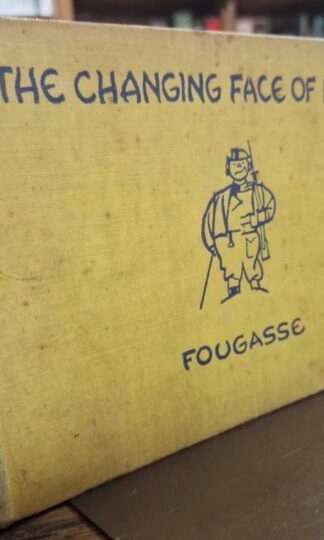 THE CHANGING FACE OF
FOUGASSE